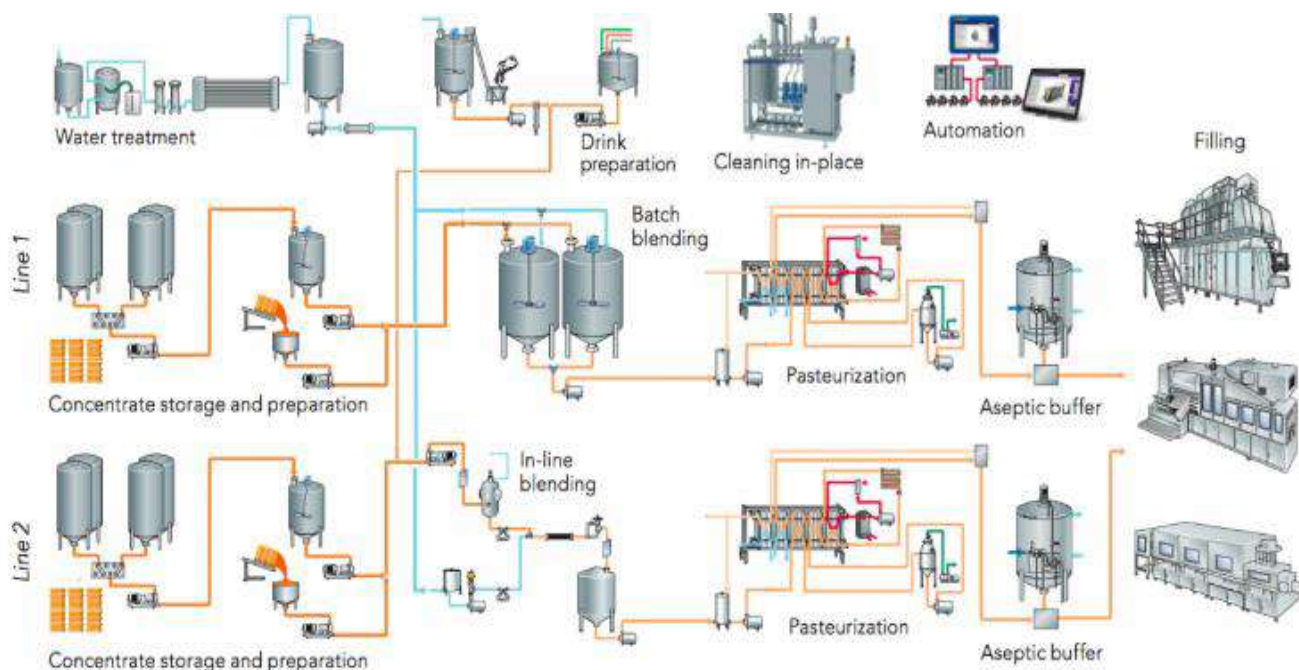 Water treatment
Drink
preparation
Cleaning in-place
Automation
Filling
Line 1
Batch
blending
Concentrate storage and preparation
Pasteurization
Aseptic buffer
Line 2
In-line
blending
Concentrate storage and preparation
Pasteurization
Aseptic buffer